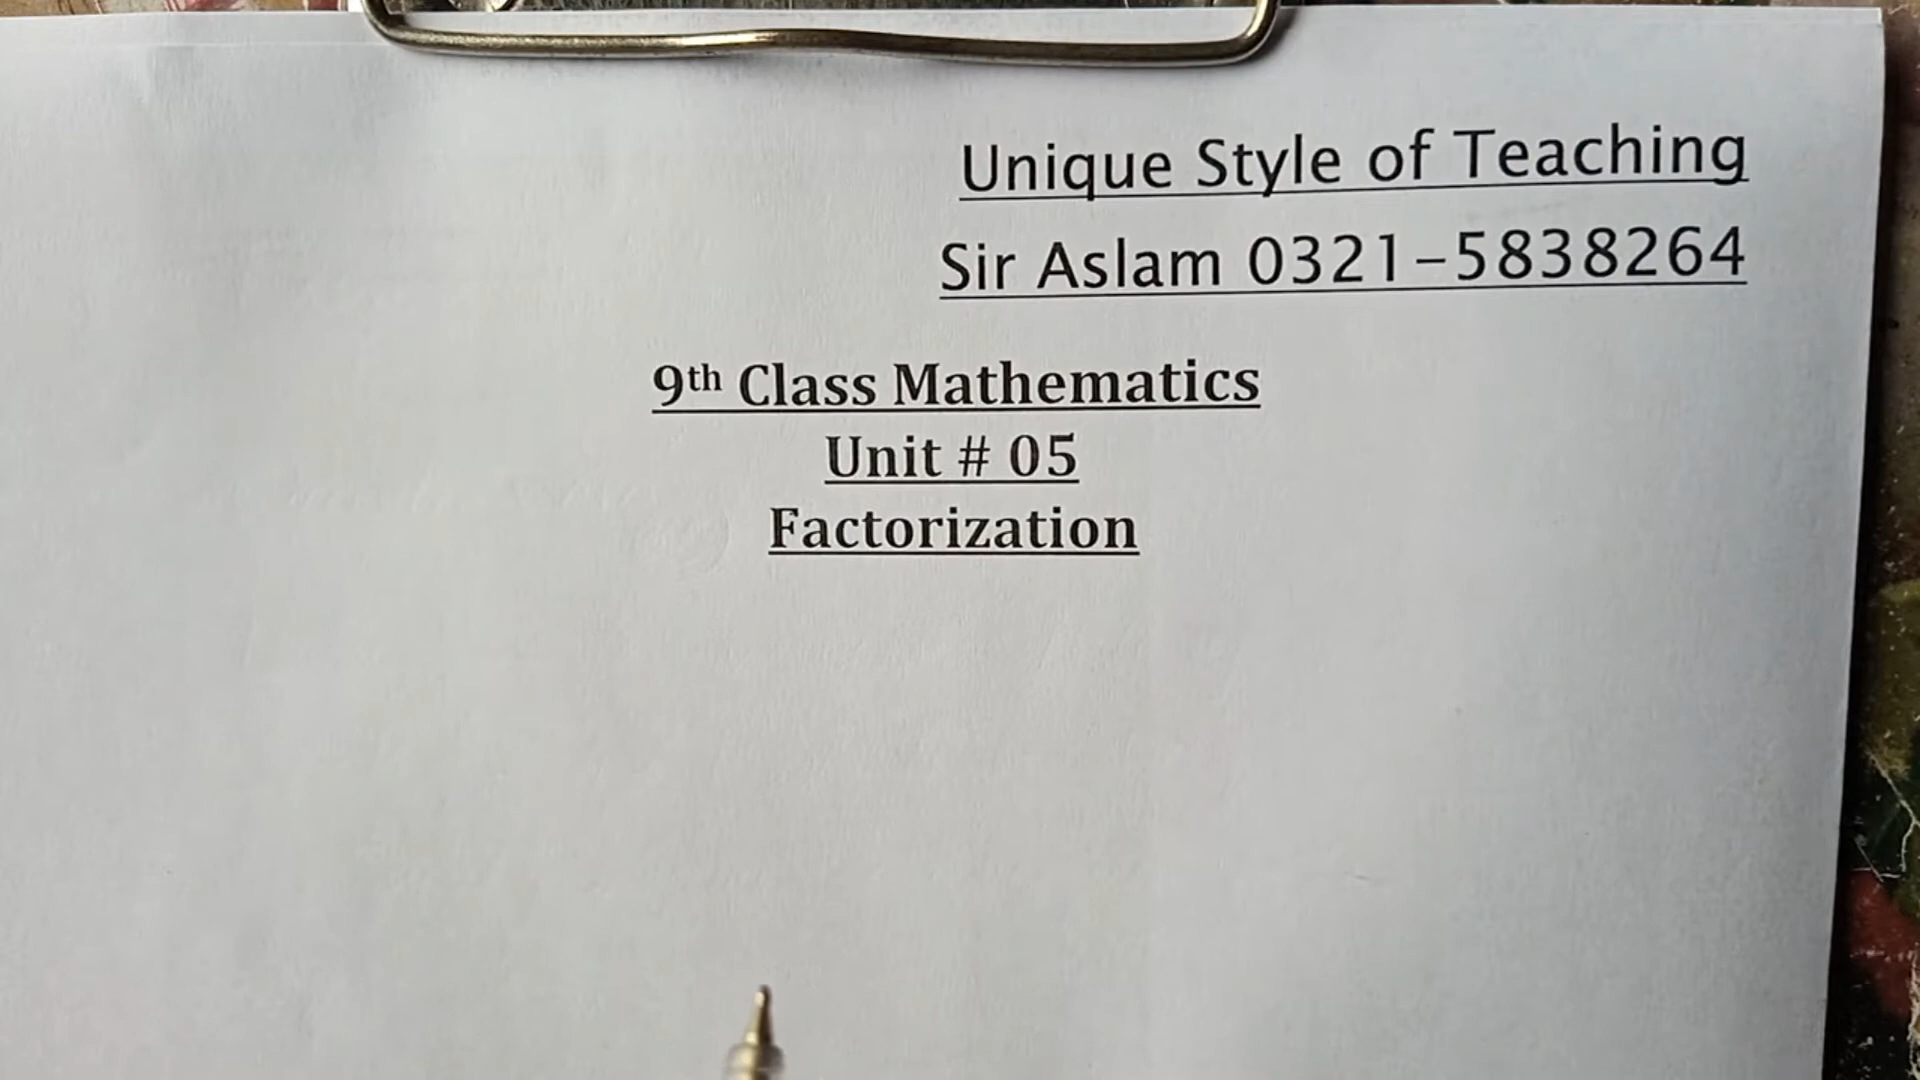 Unique Style of Teaching
Sir Aslam 0321-5838264
9th Class Mathematics
Unit # 05
Factorization